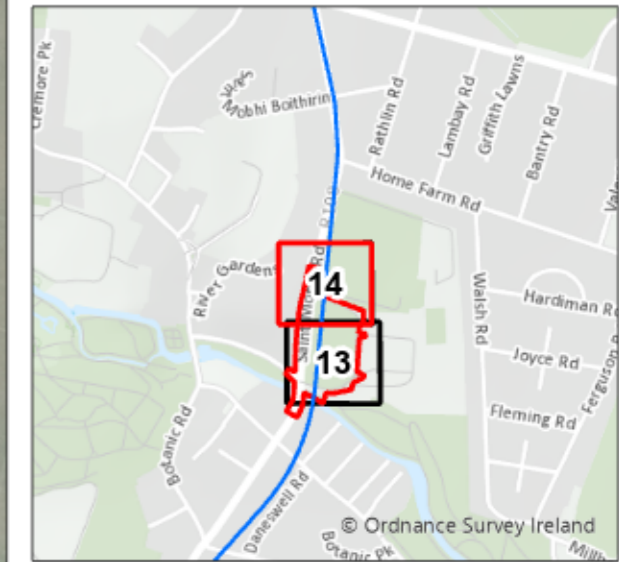 Cremore Pk
Mobhi Boithirin
Rathlin Rd
Lambay Rd
Griffith Lawns
Bantry Rd
Home Farm Rd
R108
River Gardens
14
Walsh Rd
Hardiman Rd
13
Joyce Rd
Ferguson R
Fleming Rd
Botanic Rd
Daneswell Rd
© Ordnance Survey Ireland
Botanic Pk